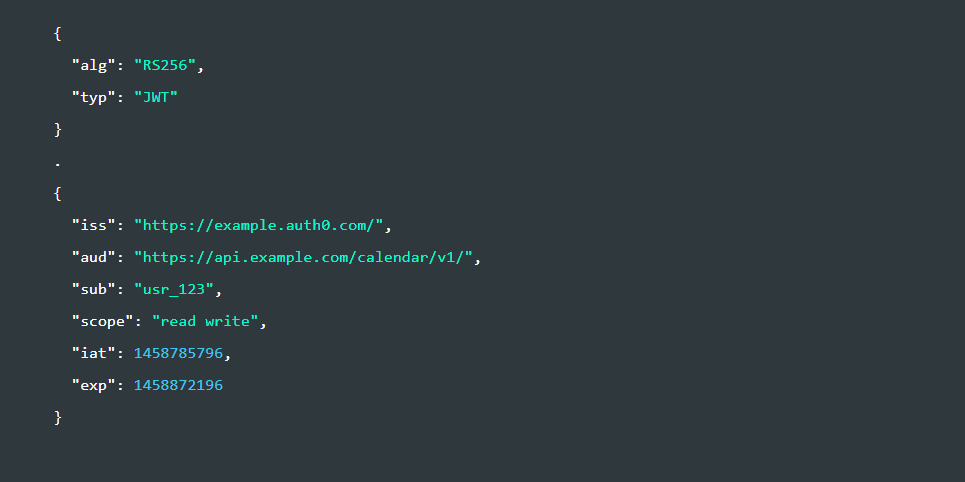 {
"alg": "RS256",
"typ": "JWT"
}
.
{
"iss": "https://example.auth0.com/",
"aud": "https://api.example.com/calendar/v1/",
"sub": "usr_123",
"scope": "read write",
"iat": 1458785796,
"exp": 1458872196
}